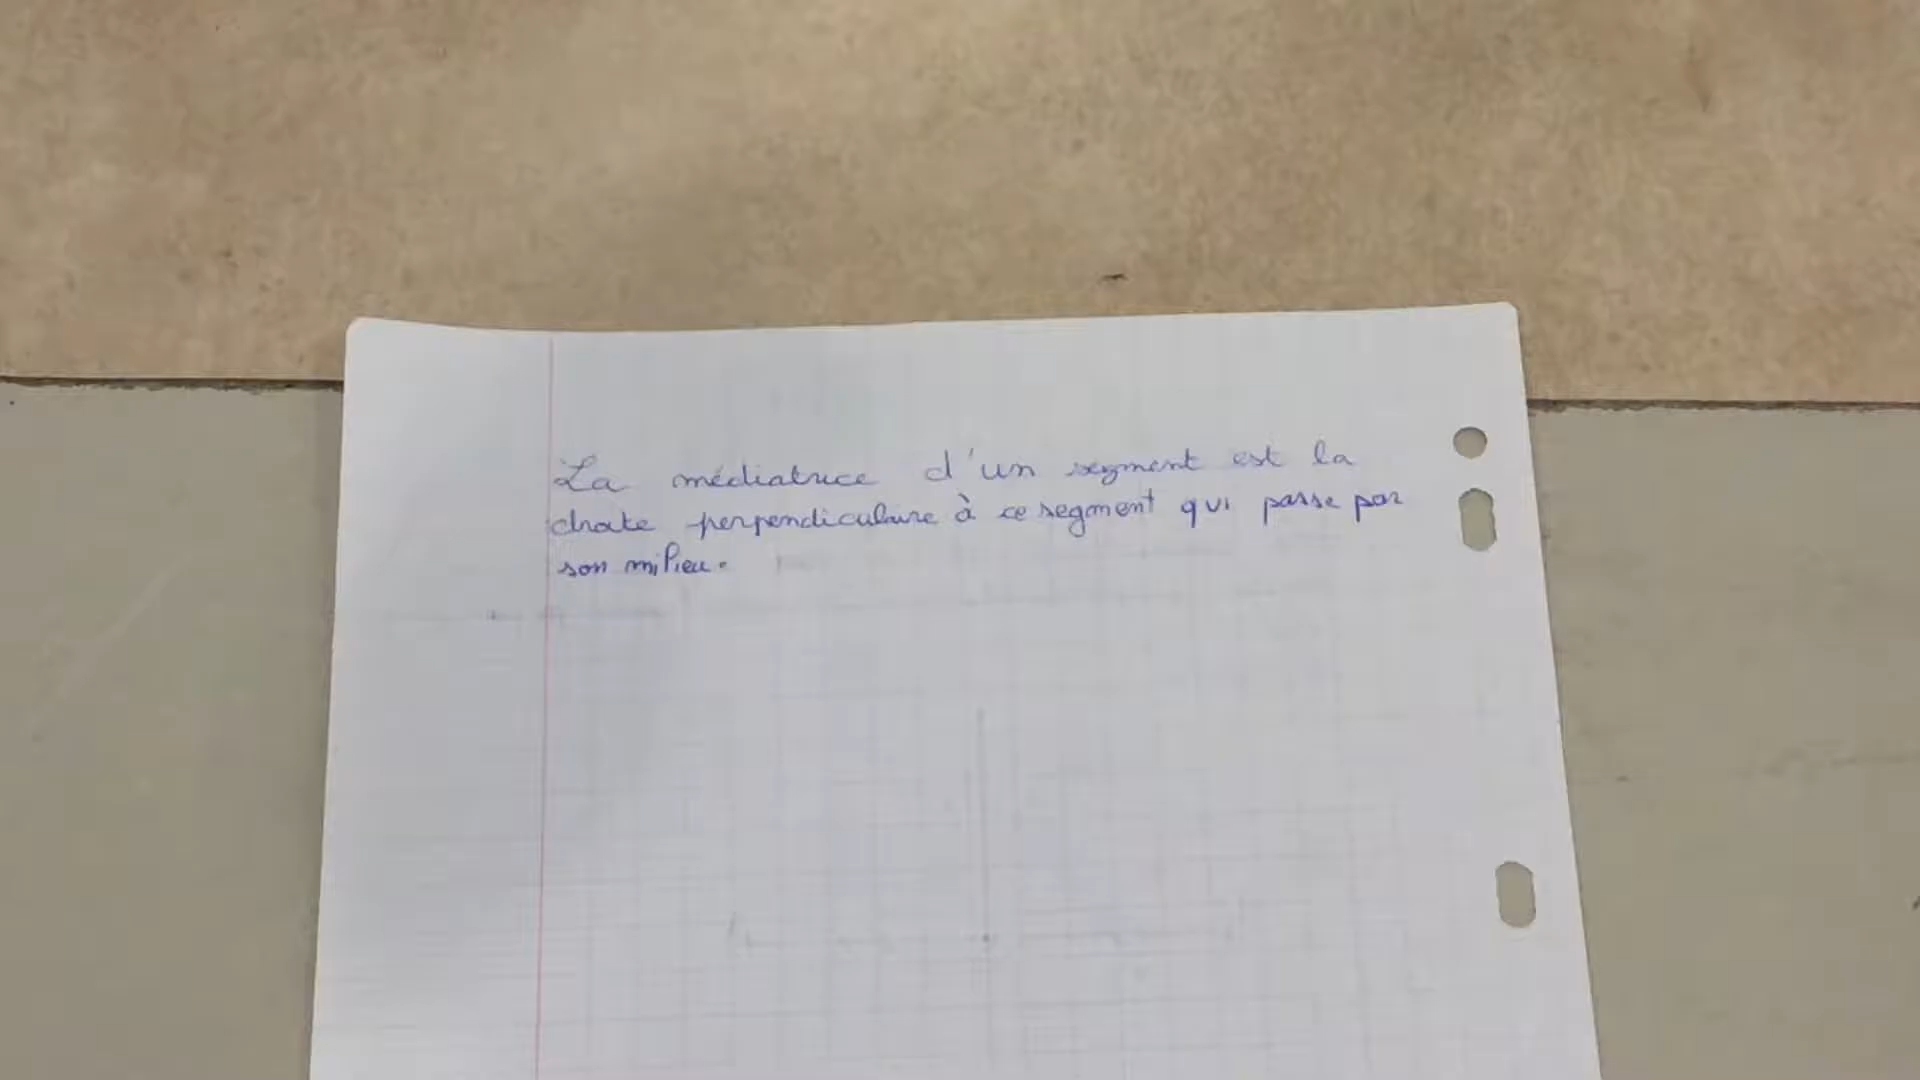 La médiatrice d'un segment est la
droite perpendiculaire à ce segment qui passe par
son milieu.